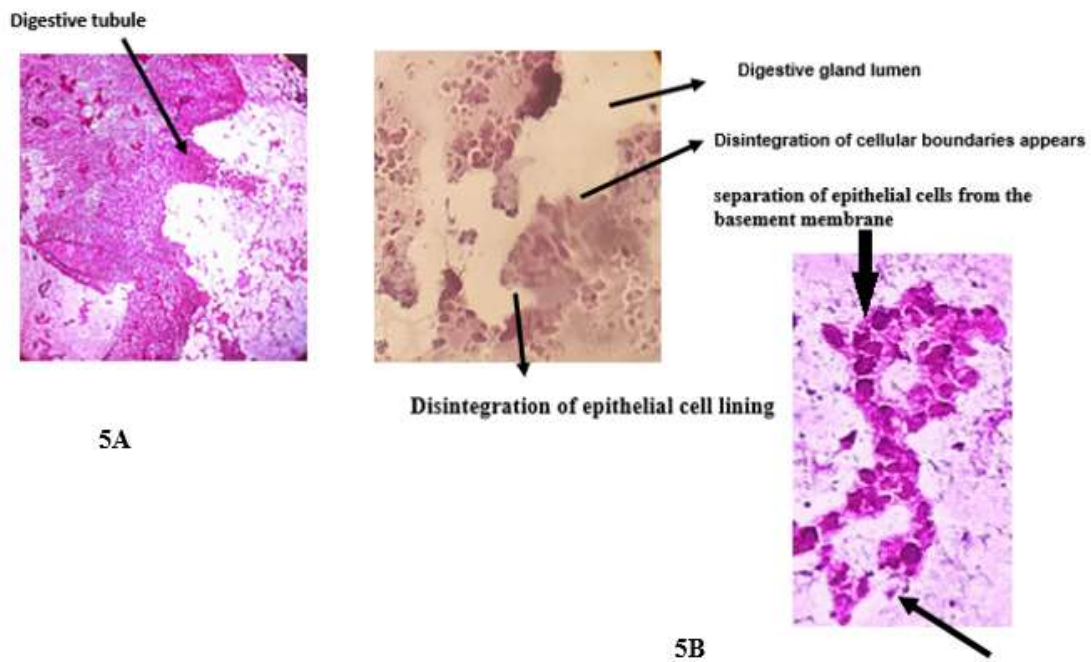 Digestive tubule
Digestive gland lumen
Disintegration of cellular boundaries appears
separation of epithelial cells from the
basement membrane
Disintegration of epithelial cell lining
5A
5B